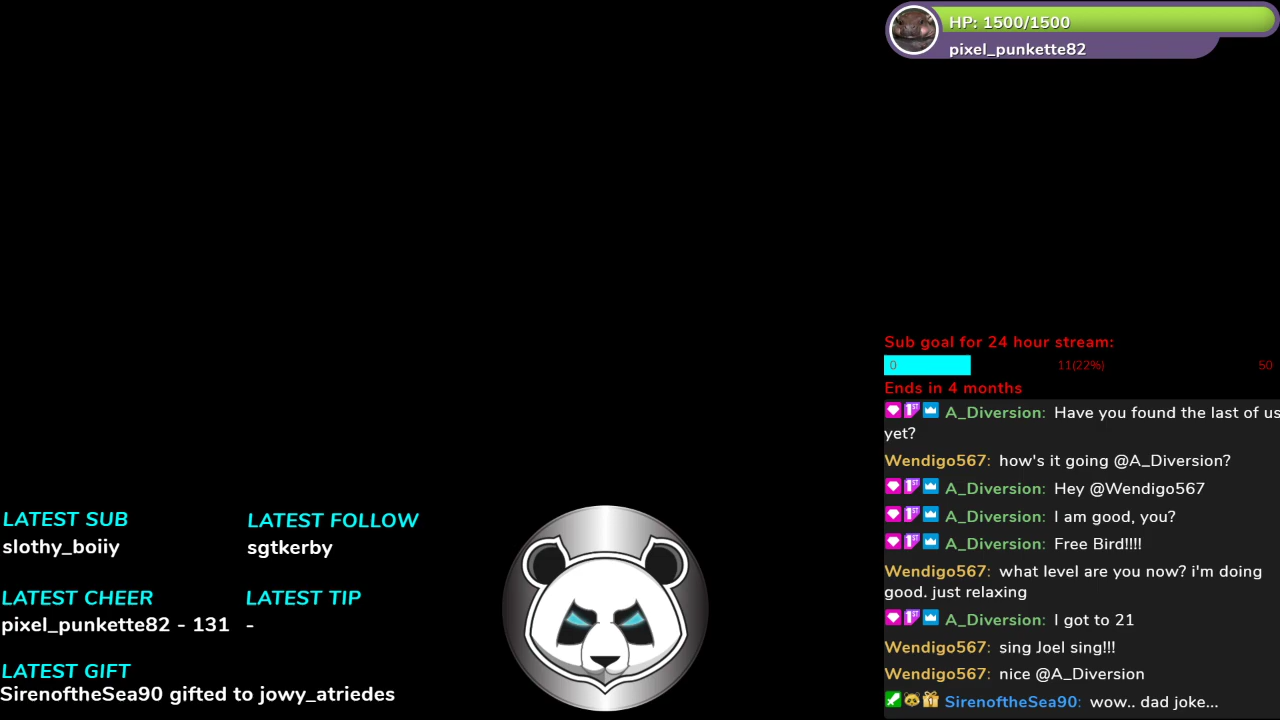 HP: 1500/1500
pixel_punkette82
Sub goal for 24 hour stream:
0 11(22%) 50
Ends in 4 months
A_Diversion: Have you found the last of us
yet?
Wendigo567: how's it going @A_Diversion?
A_Diversion: Hey @Wendigo567
A_Diversion: I am good, you?
A_Diversion: Free Bird!!!!
Wendigo567: what level are you now? i'm doing
good. just relaxing
A_Diversion: I got to 21
Wendigo567: sing Joel sing!!!
Wendigo567: nice @A_Diversion
SirenoftheSea90: wow.. dad joke...
LATEST SUB
slothy_boiiy
LATEST FOLLOW
sgtkerby
LATEST CHEER
pixel_punkette82 - 131
LATEST TIP
-
LATEST GIFT
SirenoftheSea90 gifted to jowy_atriedes